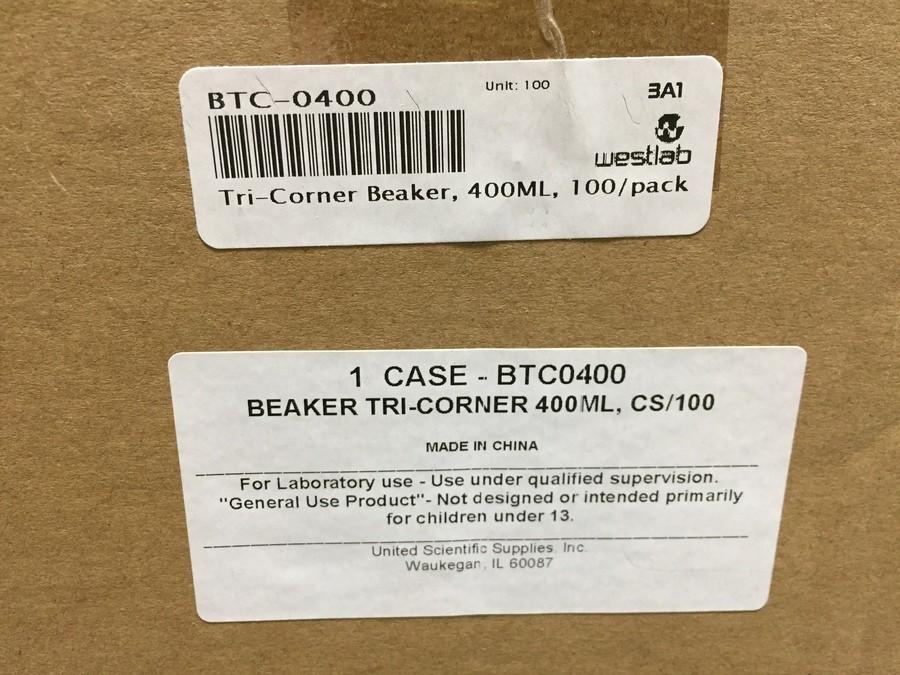 BTC-0400
Unit: 100
3A1
westlab
Tri-Corner Beaker, 400ML, 100/pack
1 CASE - BTC0400
BEAKER TRI-CORNER 400ML, CS/100
MADE IN CHINA
For Laboratory use - Use under qualified supervision.
"General Use Product"- Not designed or intended primarily
for children under 13.
United Scientific Supplies, Inc.
Waukegan, IL 60087